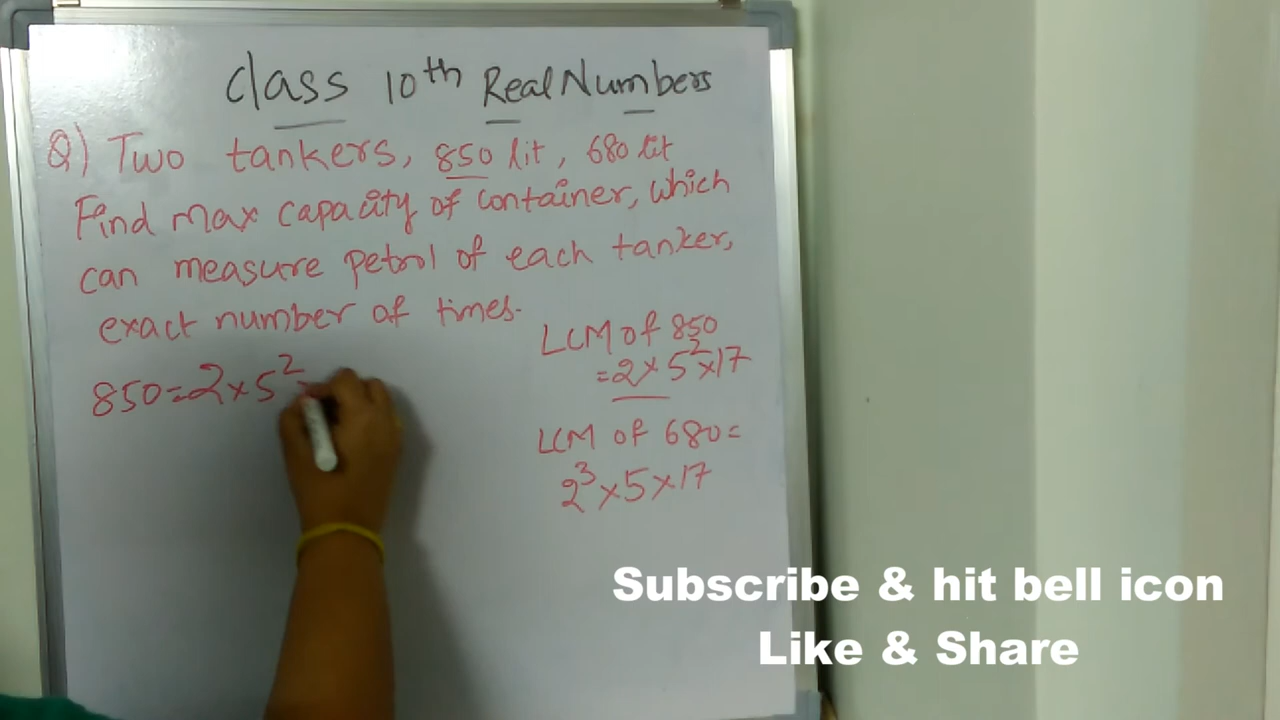 Class 10th Real Numbers
Q) Two tankers, 850 lit, 680 lit
Find max capacity of container, which
can measure petrol of each tanker,
exact number of times.
LCM of 850
=2×5²×17
LCM of 680=
2³×5×17
850=2×5²
Subscribe & hit bell icon
Like & Share